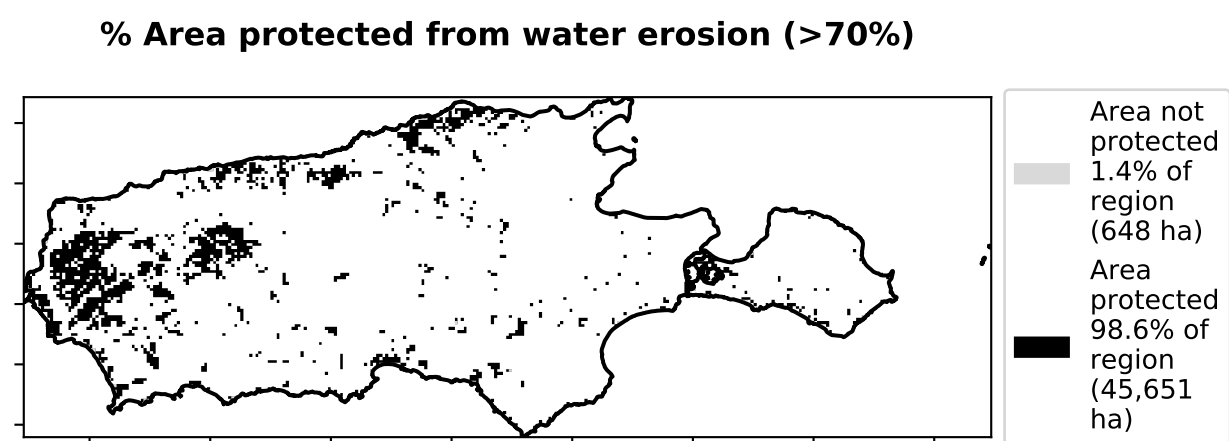 % Area protected from water erosion (>70%)
Area not
protected
1.4% of
region
(648 ha)
Area
protected
98.6% of
region
(45,651
ha)